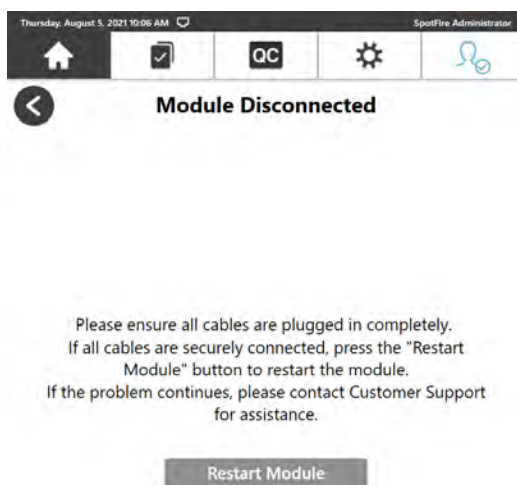 Thursday, August 5, 2021 10:06 AM SpotFire Administrator
QC
Module Disconnected
Please ensure all cables are plugged in completely.
If all cables are securely connected, press the "Restart
Module" button to restart the module.
If the problem continues, please contact Customer Support
for assistance.
Restart Module